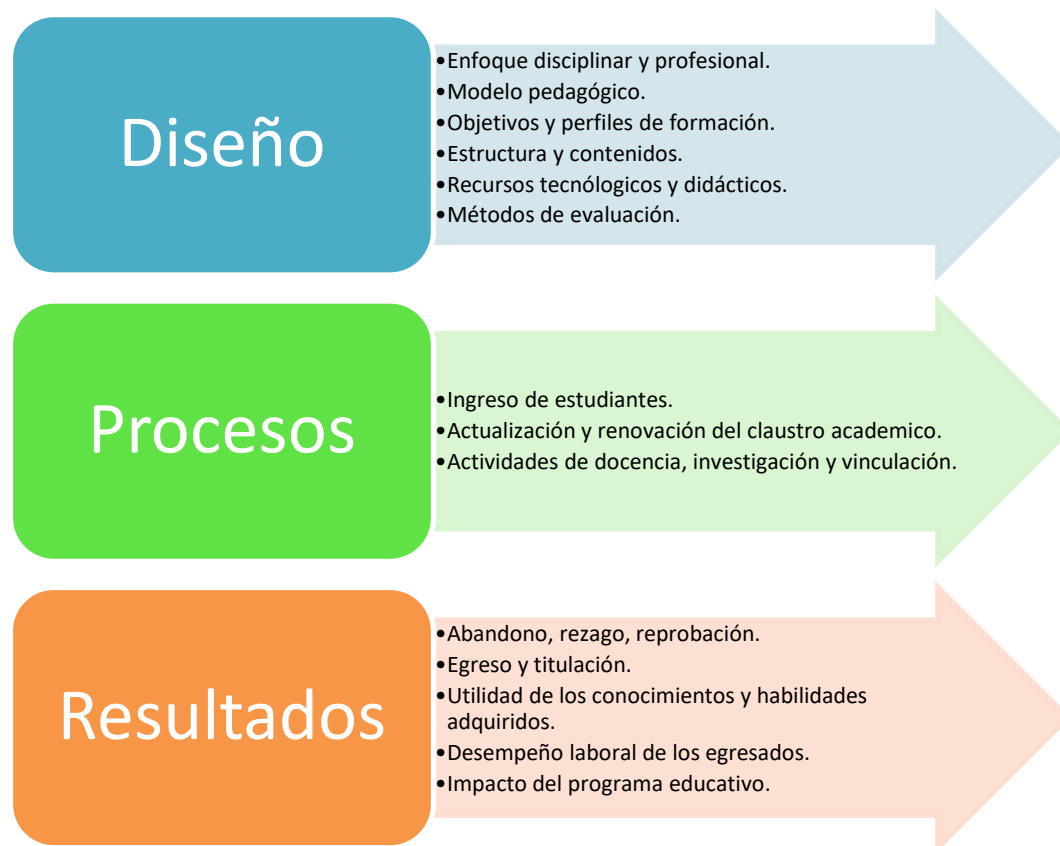 Diseño
•Enfoque disciplinar y profesional.
•Modelo pedagógico.
•Objetivos y perfiles de formación.
•Estructura y contenidos.
•Recursos tecnólogicos y didácticos.
•Métodos de evaluación.
Procesos
•Ingreso de estudiantes.
•Actualización y renovación del claustro academico.
•Actividades de docencia, investigación y vinculación.
Resultados
•Abandono, rezago, reprobación.
•Egreso y titulación.
•Utilidad de los conocimientos y habilidades
adquiridos.
•Desempeño laboral de los egresados.
•Impacto del programa educativo.